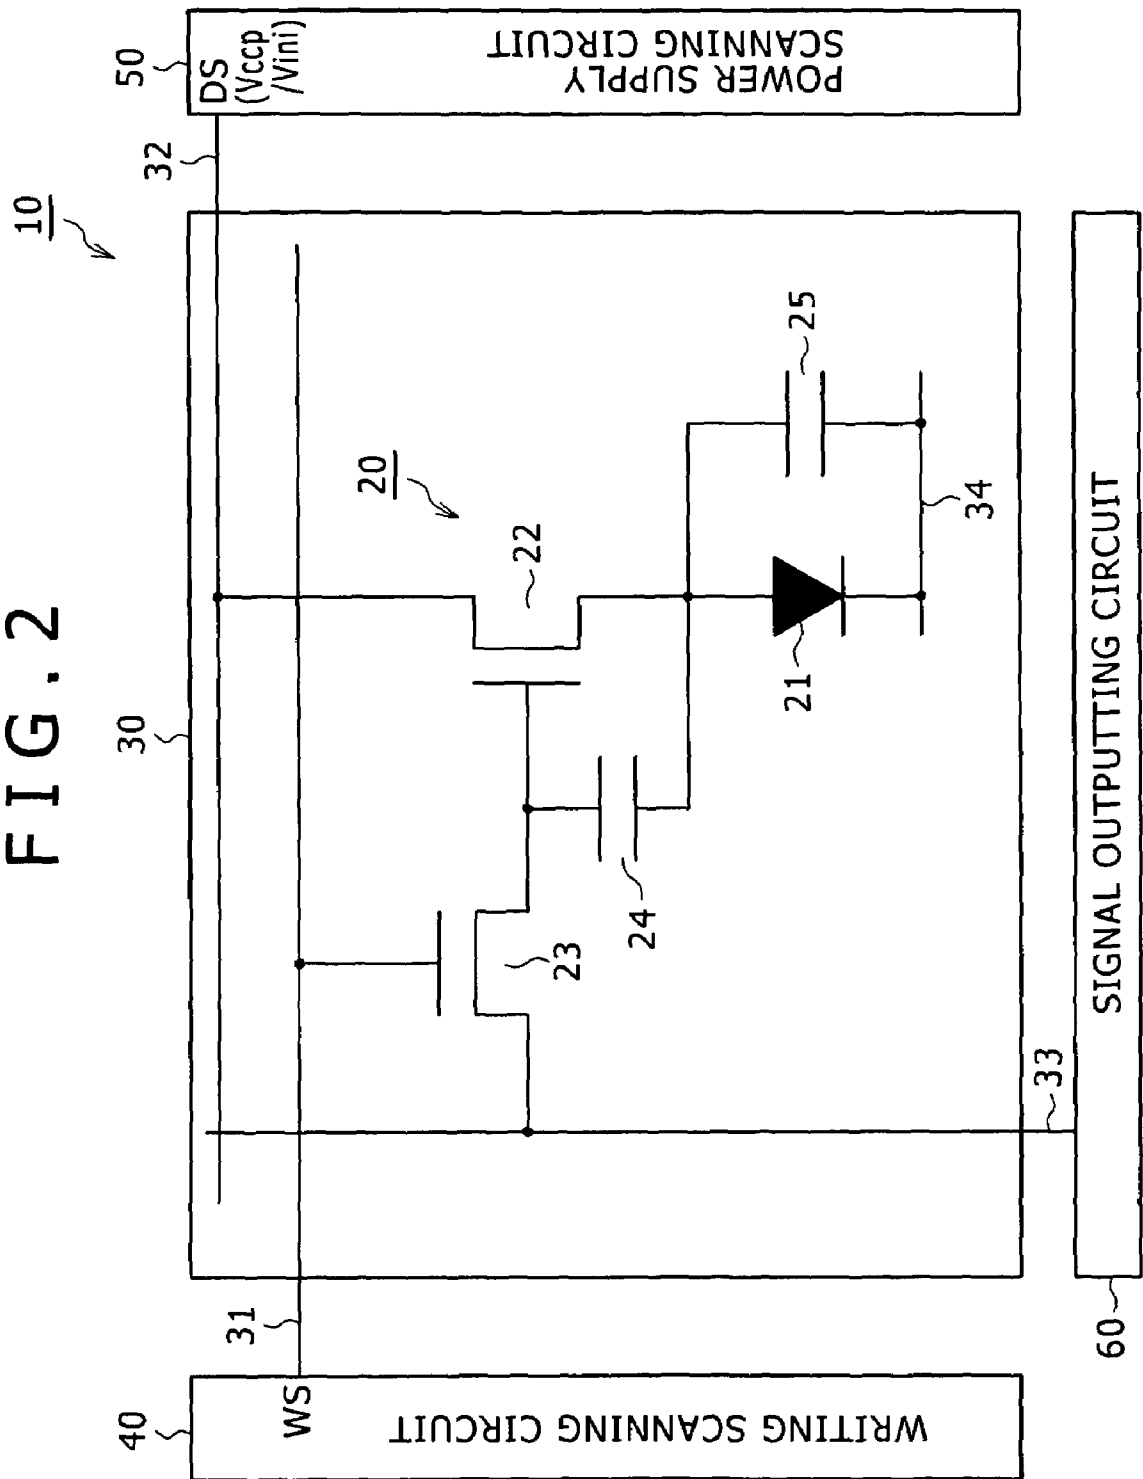 FIG.2
10
30
40
WS
31
50
DS
(Vccp
/Vini)
32
20
22
23
24
25
21
34
33
60
WRITING SCANNING CIRCUIT
POWER SUPPLY
SCANNING CIRCUIT
SIGNAL OUTPUTTING CIRCUIT